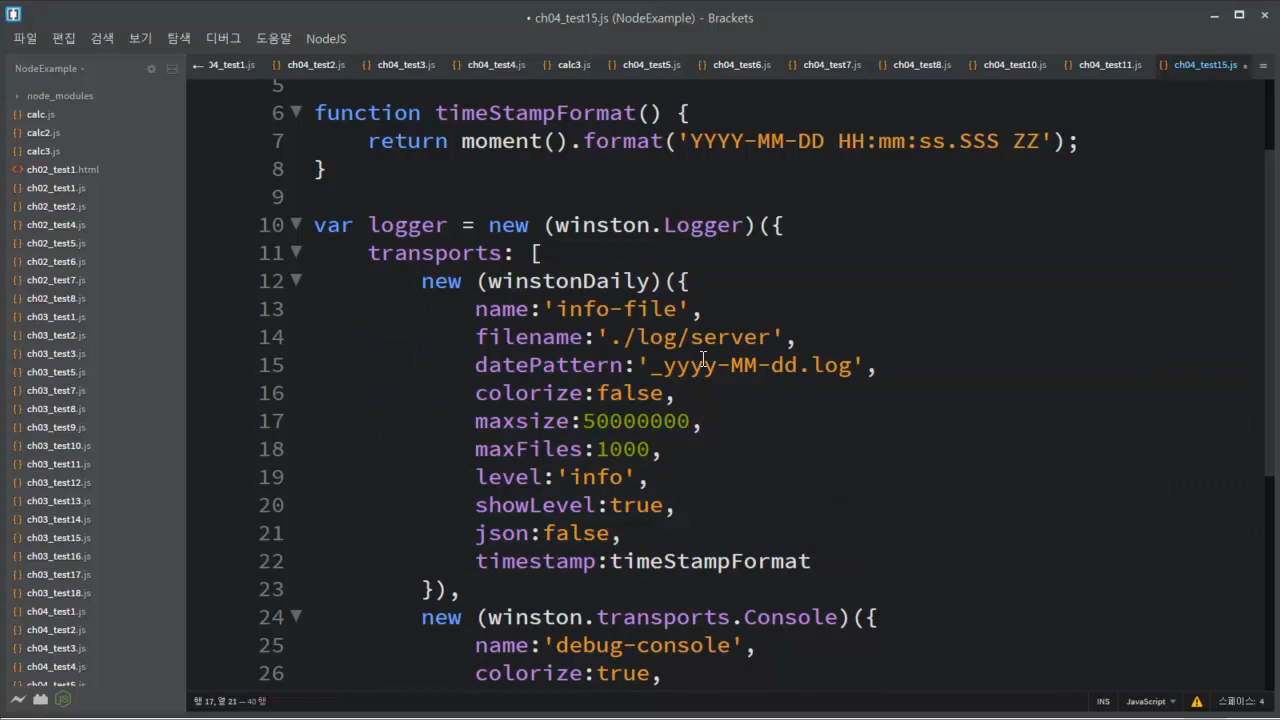 • ch04_test15.js (NodeExample) - Brackets
파일 편집 검색 보기 탐색 디버그 도움말 NodeJS
NodeExample
04_test1.js ch04_test2.js ch04_test3.js ch04_test4.js calc3.js ch04_test5.js ch04_test6.js ch04_test7.js ch04_test8.js ch04_test10.js ch04_test11.js ch04_test15.js
node_modules
calc.js
calc2.js
calc3.js
ch02_test1.html
ch02_test1.js
ch02_test2.js
ch02_test4.js
ch02_test5.js
ch02_test6.js
ch02_test7.js
ch02_test8.js
ch03_test1.js
ch03_test2.js
ch03_test3.js
ch03_test5.js
ch03_test7.js
ch03_test8.js
ch03_test9.js
ch03_test10.js
ch03_test11.js
ch03_test12.js
ch03_test13.js
ch03_test14.js
ch03_test15.js
ch03_test16.js
ch03_test17.js
ch03_test18.js
ch04_test1.js
ch04_test2.js
ch04_test3.js
ch04_test4.js
ch04_test5.js
5
6 function timeStampFormat() {
7 return moment().format('YYYY-MM-DD HH:mm:ss.SSS ZZ');
8 }
9
10 var logger = new (winston.Logger)({
11 transports: [
12 new (winstonDaily)({
13 name:'info-file',
14 filename:'./log/server',
15 datePattern:'_yyyy-MM-dd.log',
16 colorize:false,
17 maxsize:50000000,
18 maxFiles:1000,
19 level:'info',
20 showLevel:true,
21 json:false,
22 timestamp:timeStampFormat
23 }),
24 new (winston.transports.Console)({
25 name:'debug-console',
26 colorize:true,
행 17, 열 21 — 40 행
INS JavaScript 스페이스: 4